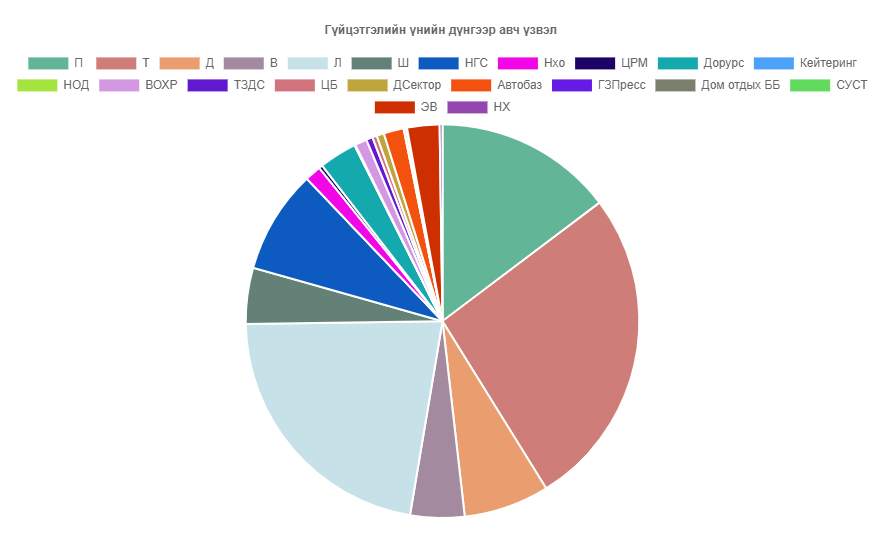 Гүйцэтгэлийн үнийн дүнгээр авч үзвэл
П Т Д В Л Ш НГС Нхо ЦРМ Дорурс Кейтеринг
НОД ВОХР ТЗДС ЦБ ДСектор Автобаз ГЗПресс Дом отдых ББ СУСТ
ЭВ НХ